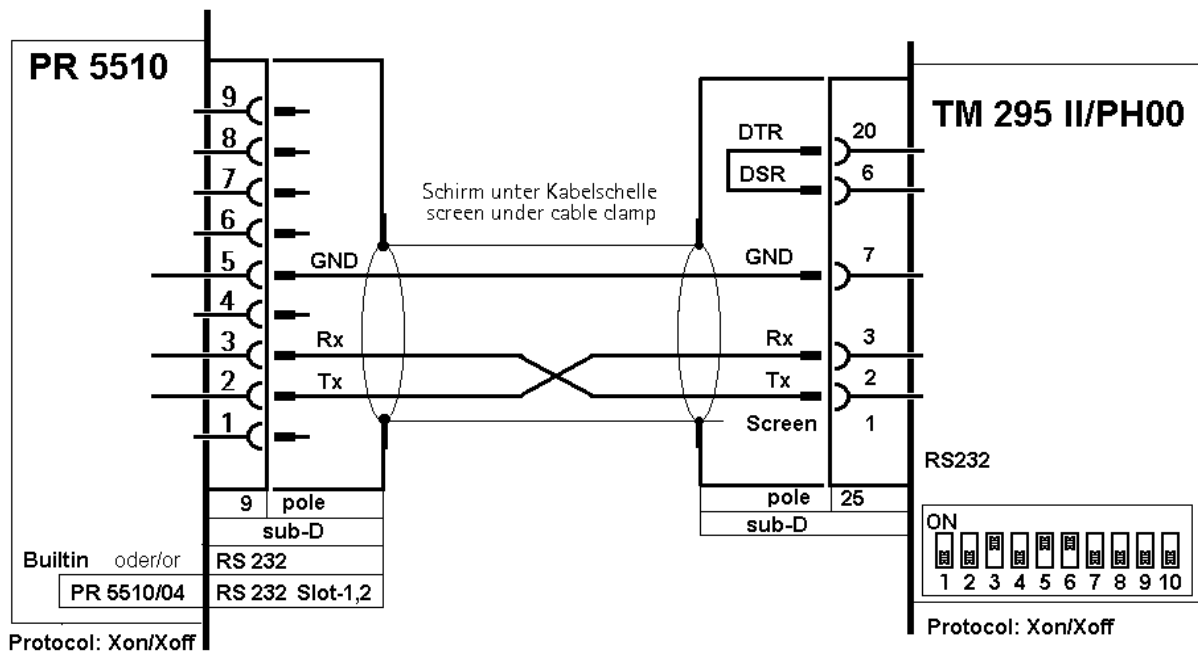 PR 5510
9
8
7
6
5
4
3
2
1
GND
Rx
Tx
Schirm unter Kabelschelle
screen under cable clamp
DTR
DSR
GND
Rx
Tx
Screen
20
6
7
3
2
1
TM 295 II/PH00
RS232
9 pole
sub-D
pole 25
sub-D
Builtin oder/or RS 232
PR 5510/04 RS 232 Slot-1,2
Protocol: Xon/Xoff
ON
1 2 3 4 5 6 7 8 9 10
Protocol: Xon/Xoff